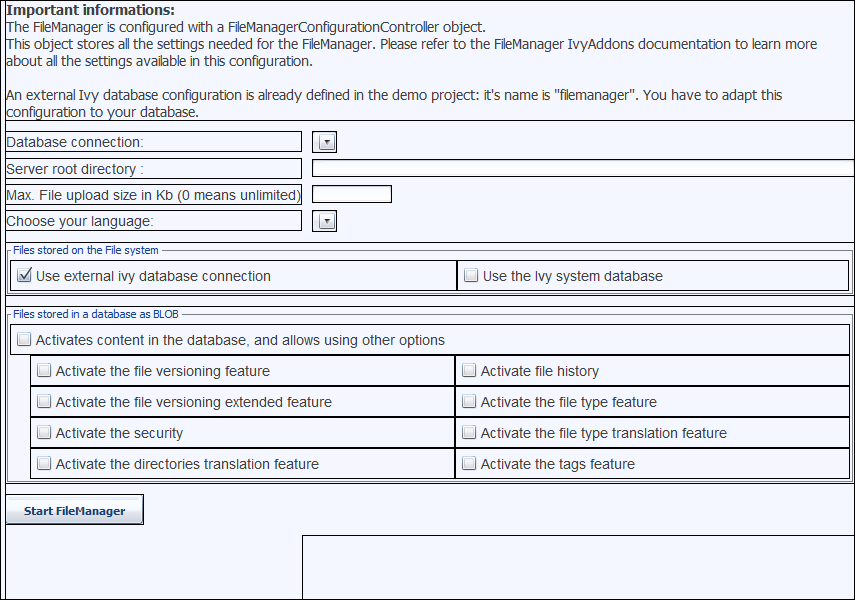 Important informations:
The FileManager is configured with a FileManagerConfigurationController object.
This object stores all the settings needed for the FileManager. Please refer to the FileManager IvyAddons documentation to learn more
about all the settings available in this configuration.
An external Ivy database configuration is already defined in the demo project: it's name is "filemanager". You have to adapt this
configuration to your database.
Database connection:
Server root directory :
Max. File upload size in Kb (0 means unlimited)
Choose your language:
Files stored on the File system
Use external ivy database connection
Use the Ivy system database
Files stored in a database as BLOB
Activates content in the database, and allows using other options
Activate the file versioning feature
Activate file history
Activate the file versioning extended feature
Activate the file type feature
Activate the security
Activate the file type translation feature
Activate the directories translation feature
Activate the tags feature
Start FileManager